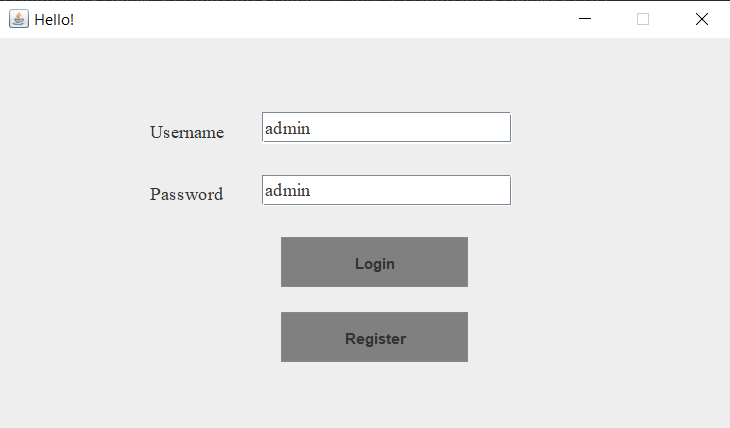 Hello!
Username admin
Password admin
Login
Register